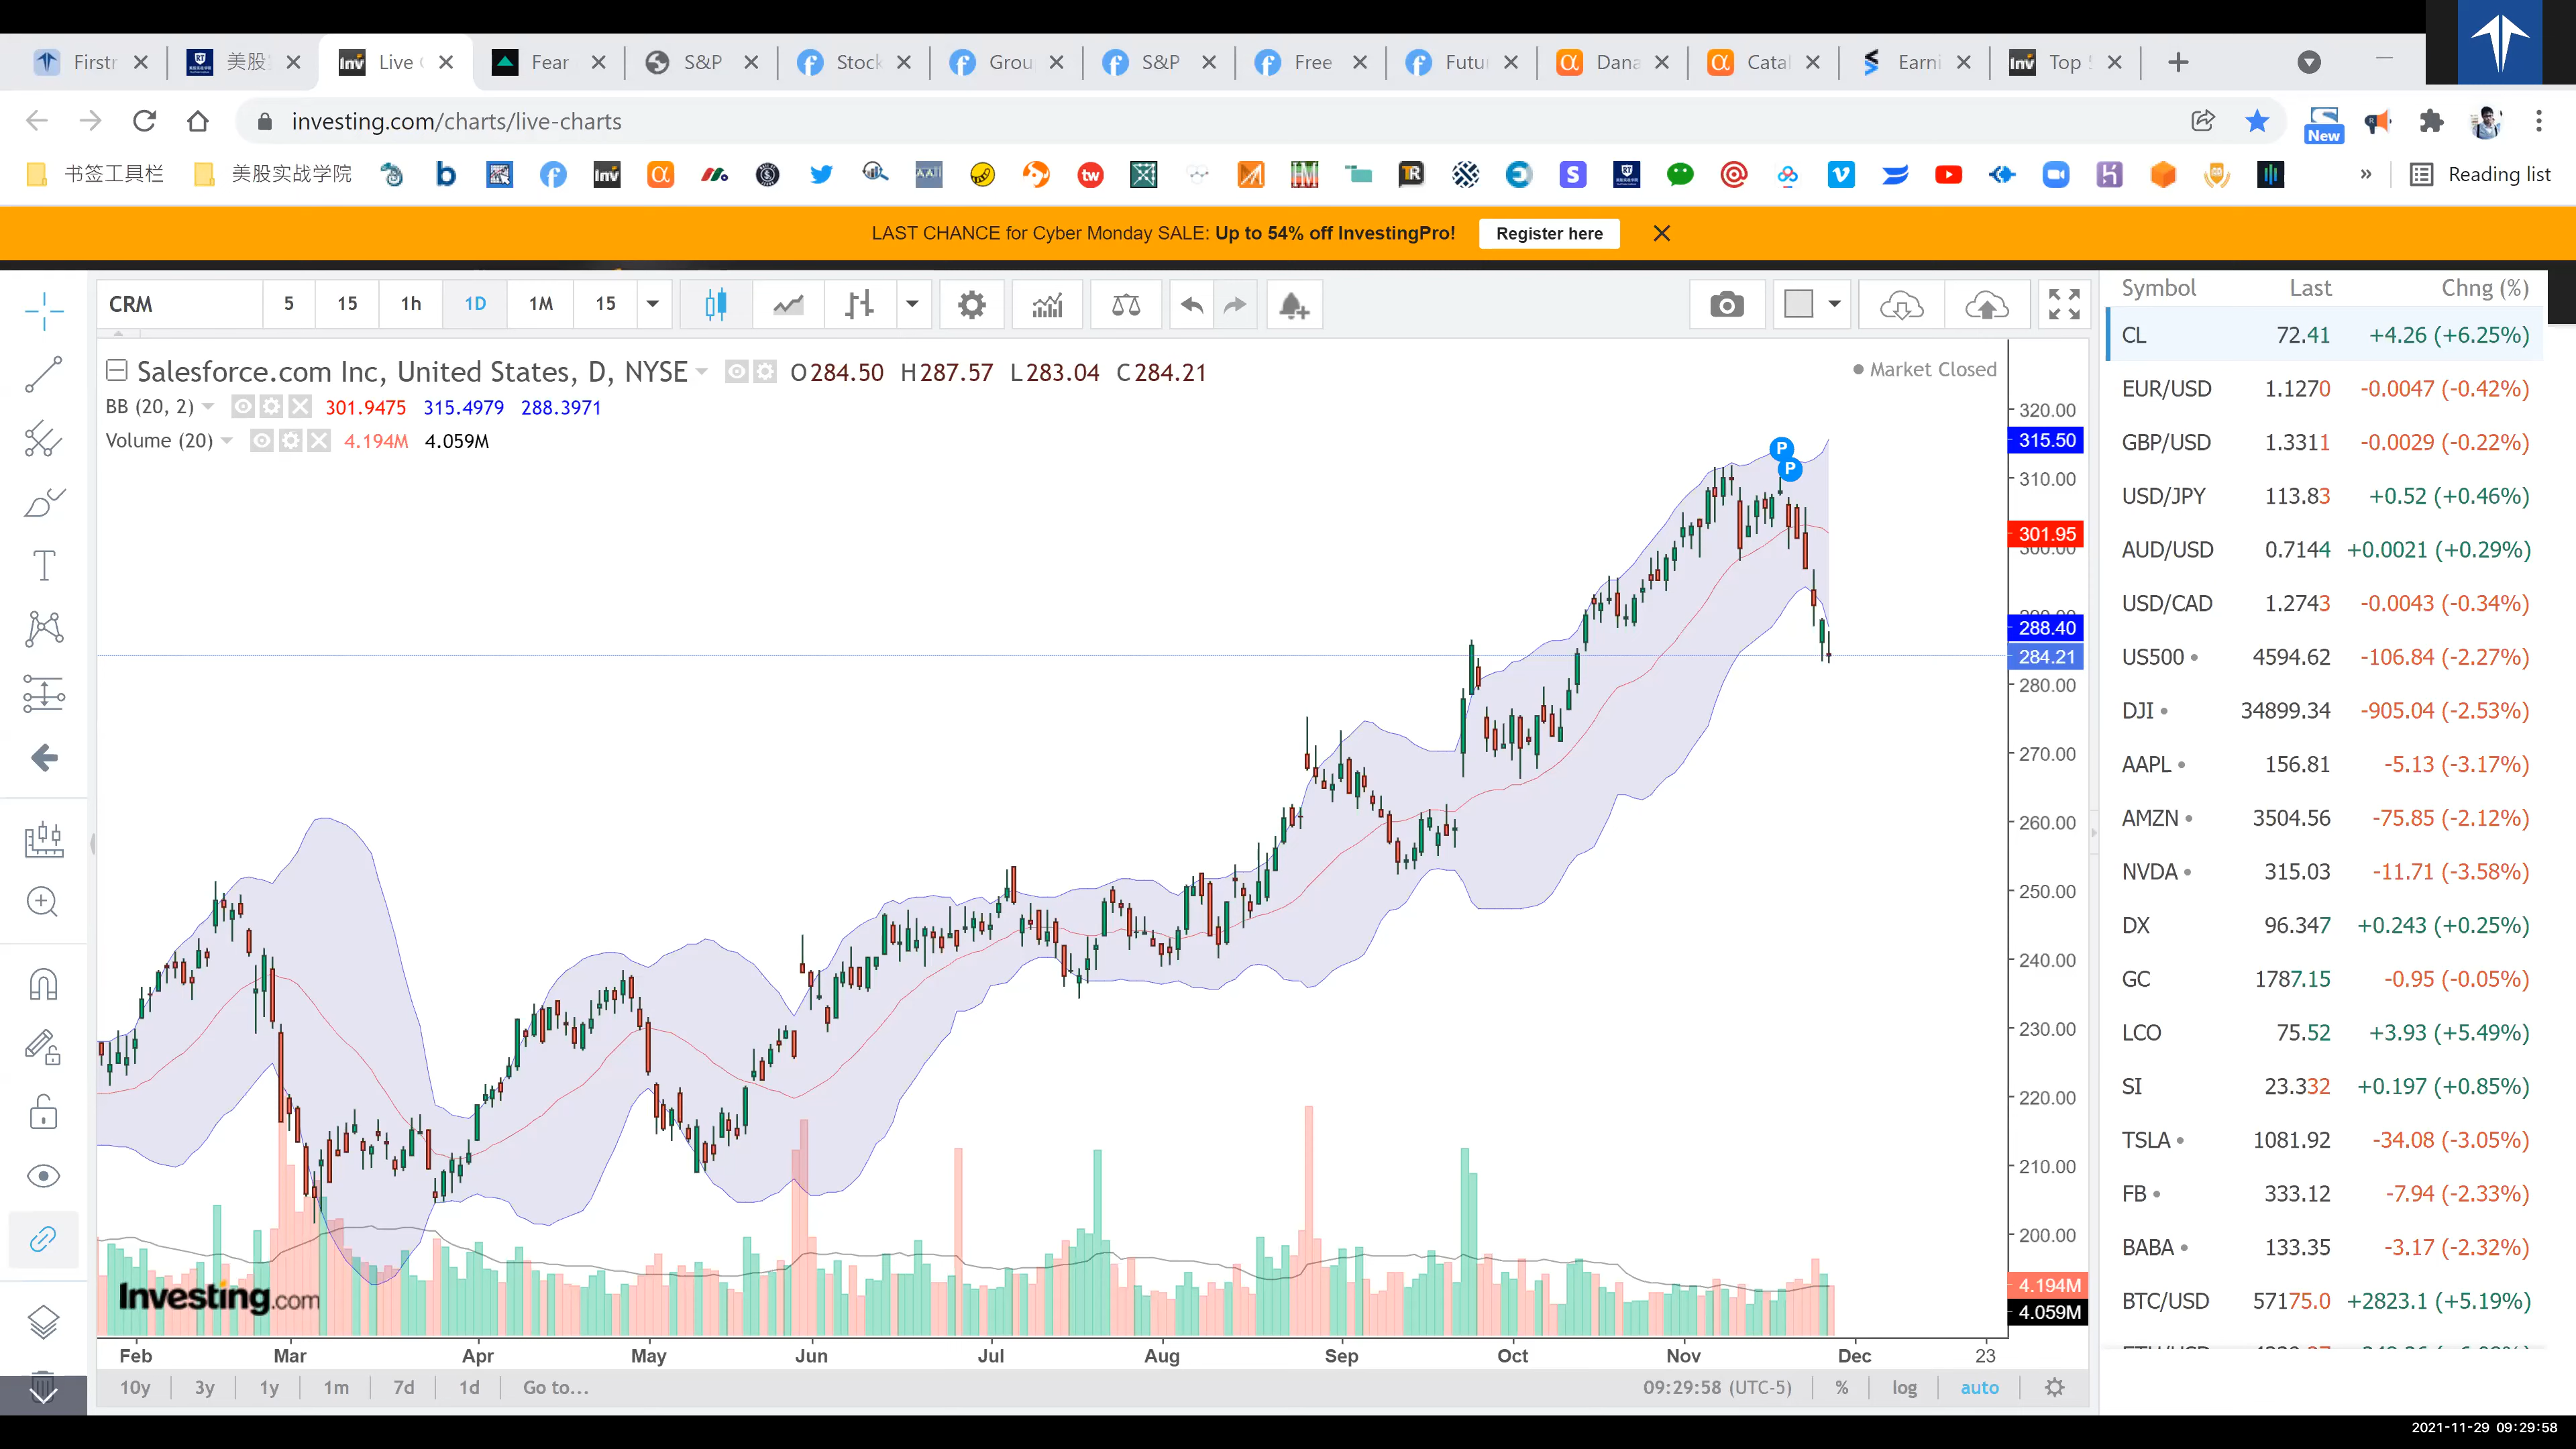 Firstr
美股
Live
Fear
S&P
Stock
Grou
S&P
Free
Futu
Dana
Catal
Earni
Top
investing.com/charts/live-charts
New
书签工具栏
美股实战学院
» Reading list
LAST CHANCE for Cyber Monday SALE: Up to 54% off InvestingPro! Register here
CRM 5 15 1h 1D 1M 15
Symbol Last Chng (%)
Salesforce.com Inc, United States, D, NYSE O284.50 H287.57 L283.04 C284.21
Market Closed
BB (20, 2) 301.9475 315.4979 288.3971
Volume (20) 4.194M 4.059M
P
P
320.00
315.50
310.00
301.95
288.40
284.21
280.00
270.00
260.00
250.00
240.00
230.00
220.00
210.00
200.00
4.194M
4.059M
CL 72.41 +4.26 (+6.25%)
EUR/USD 1.1270 -0.0047 (-0.42%)
GBP/USD 1.3311 -0.0029 (-0.22%)
USD/JPY 113.83 +0.52 (+0.46%)
AUD/USD 0.7144 +0.0021 (+0.29%)
USD/CAD 1.2743 -0.0043 (-0.34%)
US500 4594.62 -106.84 (-2.27%)
DJI 34899.34 -905.04 (-2.53%)
AAPL 156.81 -5.13 (-3.17%)
AMZN 3504.56 -75.85 (-2.12%)
NVDA 315.03 -11.71 (-3.58%)
DX 96.347 +0.243 (+0.25%)
GC 1787.15 -0.95 (-0.05%)
LCO 75.52 +3.93 (+5.49%)
SI 23.332 +0.197 (+0.85%)
TSLA 1081.92 -34.08 (-3.05%)
FB 333.12 -7.94 (-2.33%)
BABA 133.35 -3.17 (-2.32%)
BTC/USD 57175.0 +2823.1 (+5.19%)
Investing.com
Feb Mar Apr May Jun Jul Aug Sep Oct Nov Dec 23
10y 3y 1y 1m 7d 1d Go to... 09:29:58 (UTC-5) % log auto
2021-11-29 09:29:58